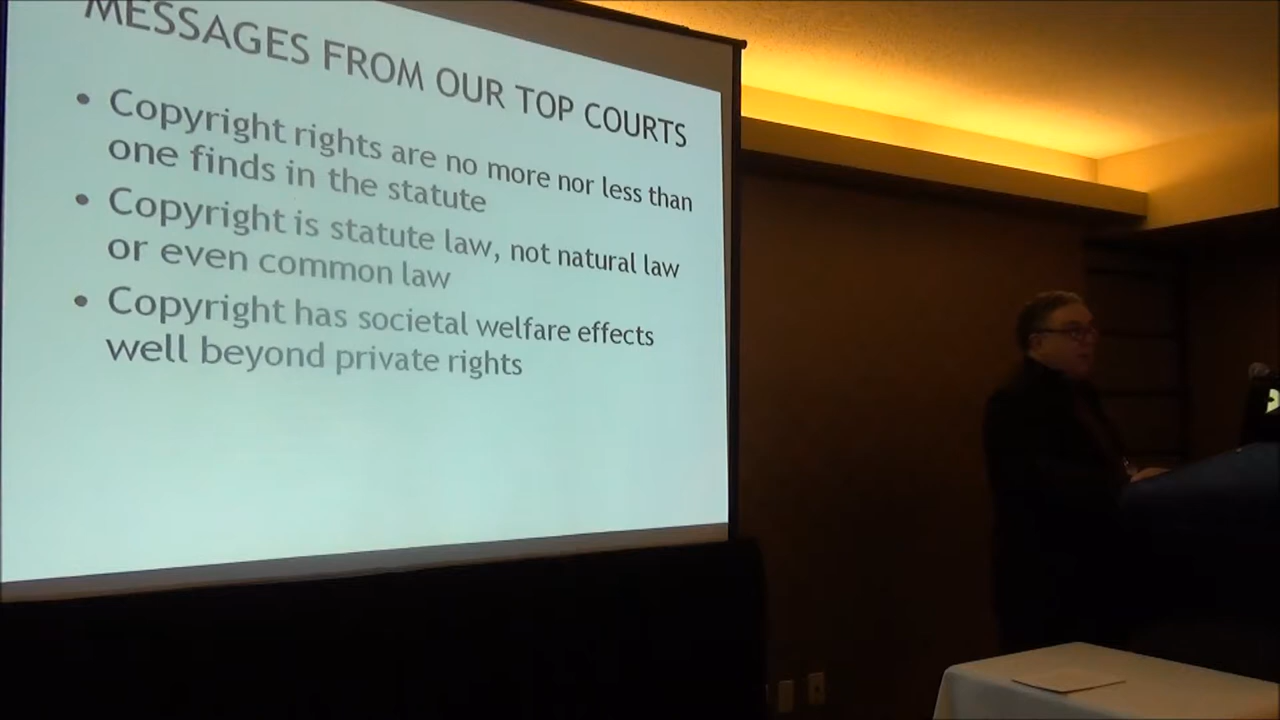 MESSAGES FROM OUR TOP COURTS
• Copyright rights are no more nor less than
one finds in the statute
• Copyright is statute law, not natural law
or even common law
• Copyright has societal welfare effects
well beyond private rights